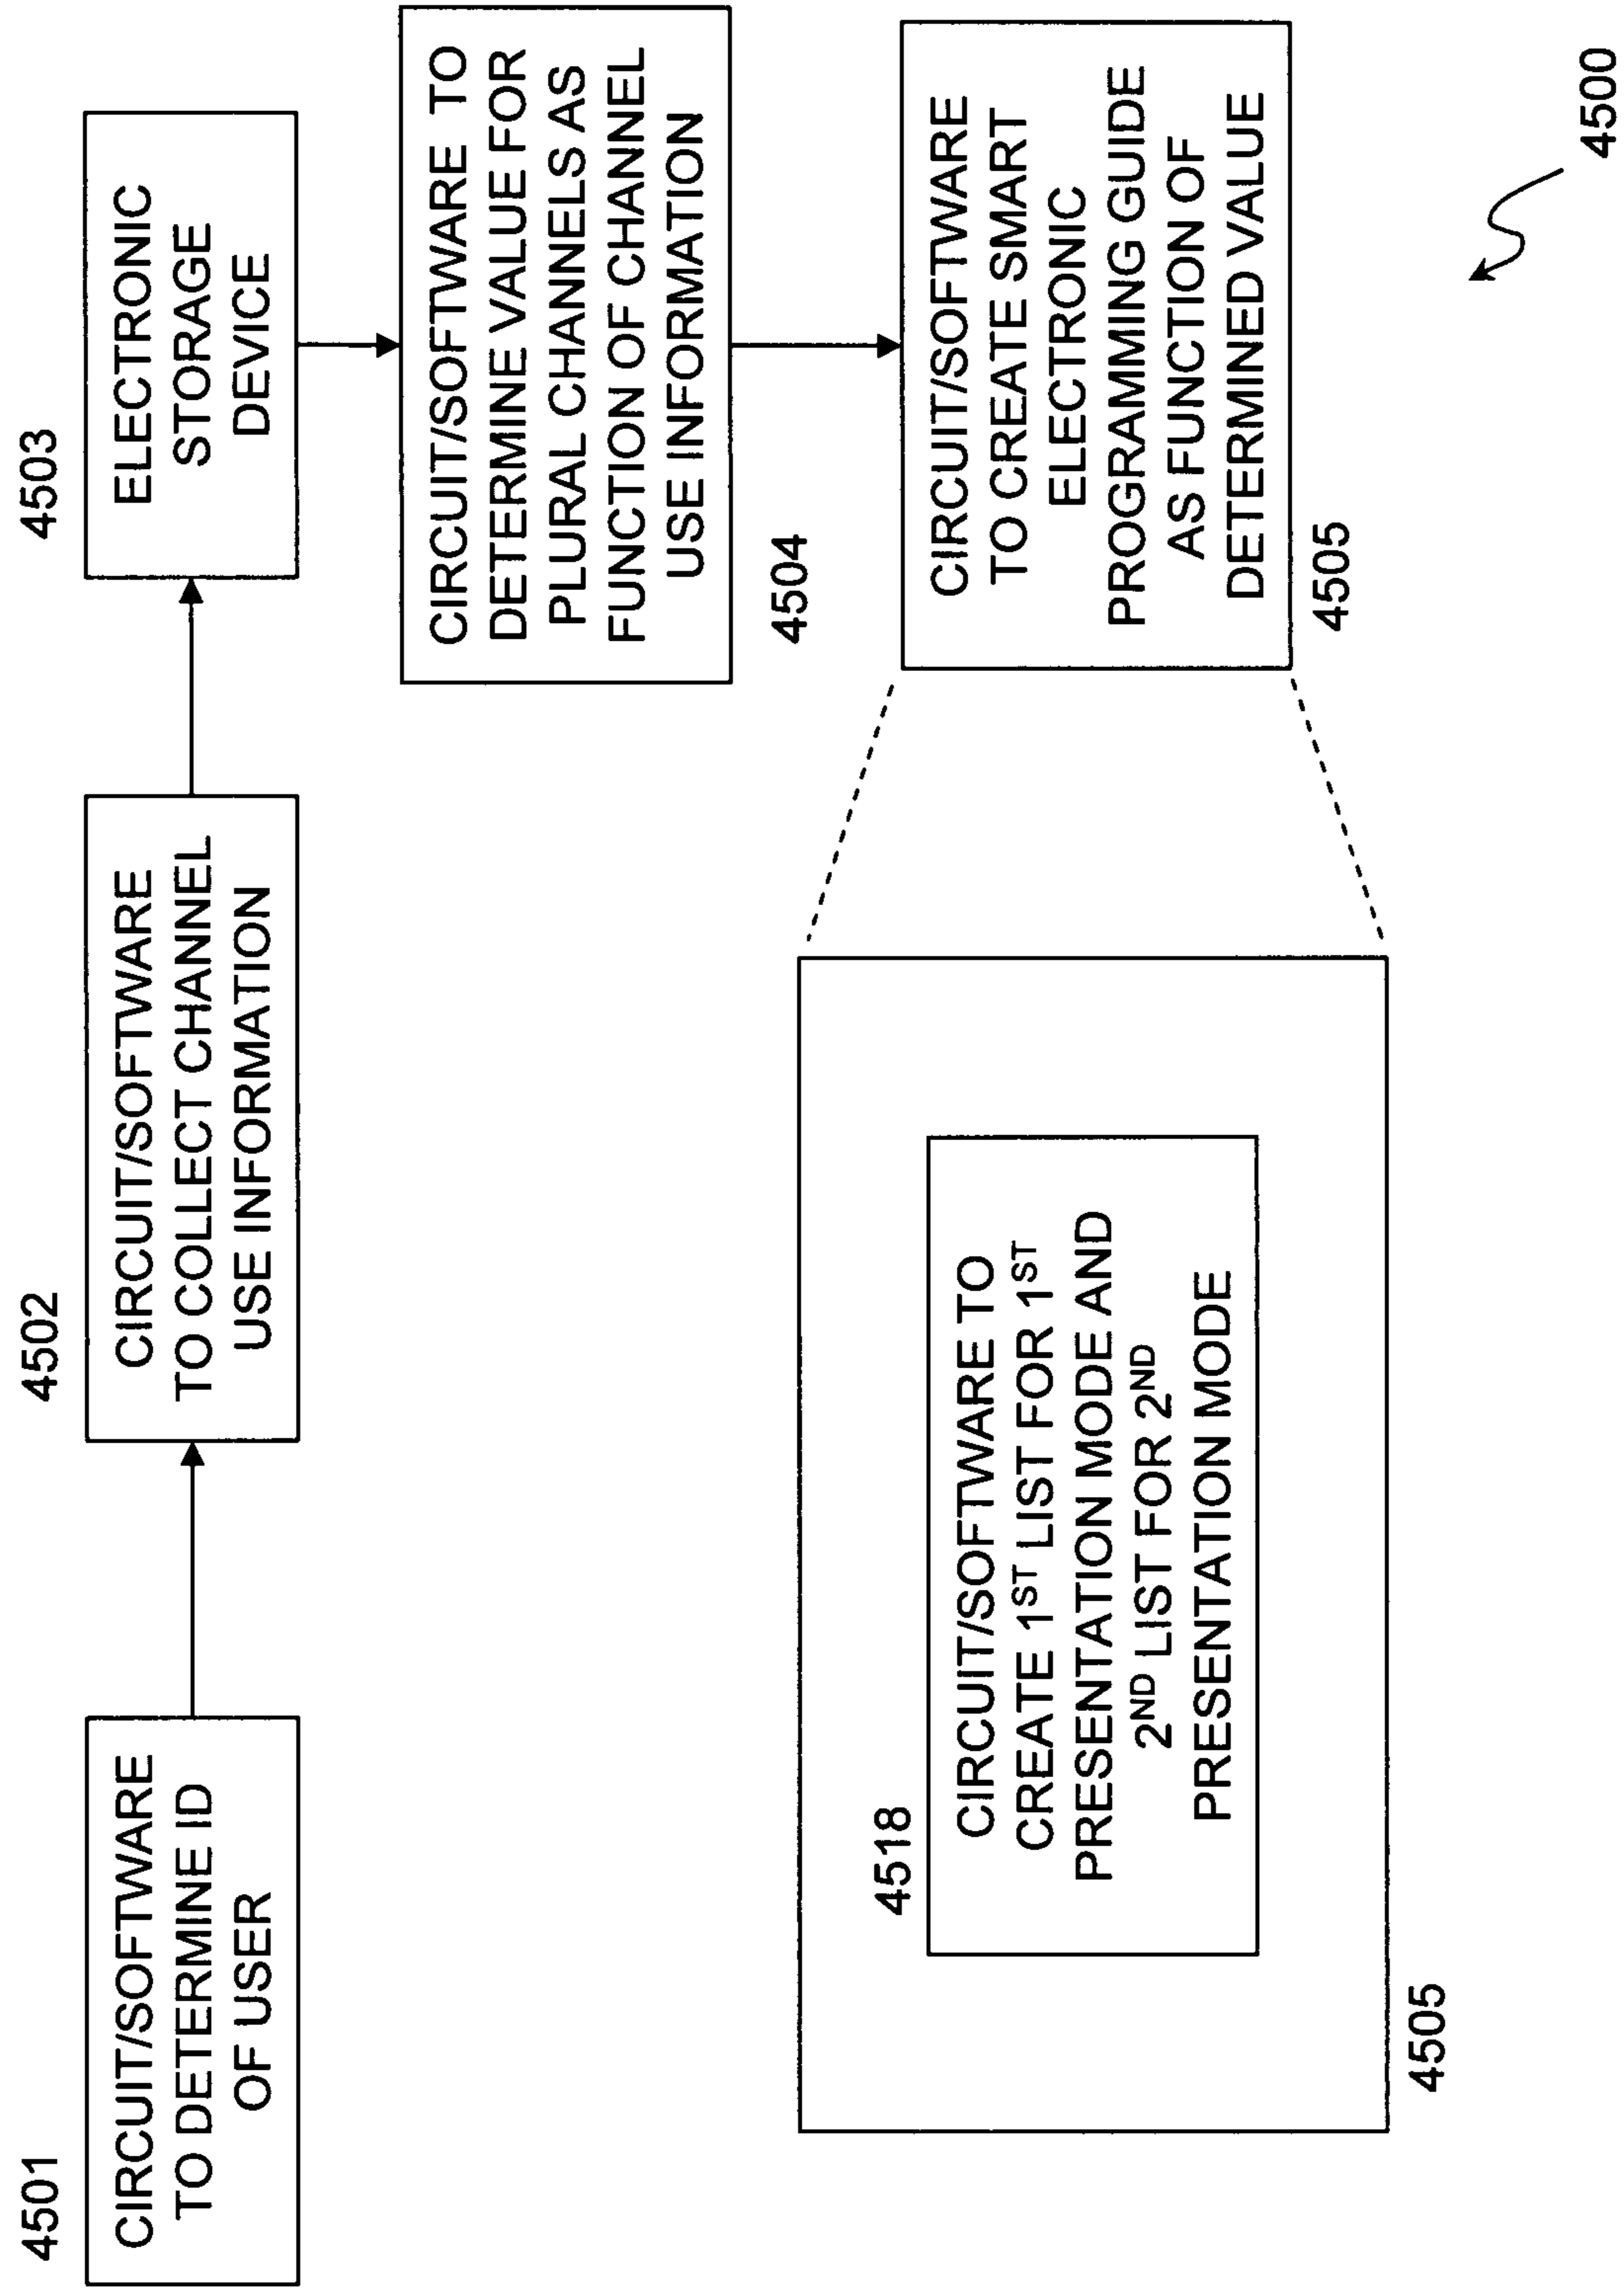 4501
CIRCUIT/SOFTWARE
TO DETERMINE ID
OF USER
4502
CIRCUIT/SOFTWARE
TO COLLECT CHANNEL
USE INFORMATION
4503
ELECTRONIC
STORAGE
DEVICE
CIRCUIT/SOFTWARE TO
DETERMINE VALUE FOR
PLURAL CHANNELS AS
FUNCTION OF CHANNEL
USE INFORMATION
4504
CIRCUIT/SOFTWARE
TO CREATE SMART
ELECTRONIC
PROGRAMMING GUIDE
AS FUNCTION OF
DETERMINED VALUE
4505
4518
CIRCUIT/SOFTWARE TO
CREATE 1ST LIST FOR 1ST
PRESENTATION MODE AND
2ND LIST FOR 2ND
PRESENTATION MODE
4505
4500